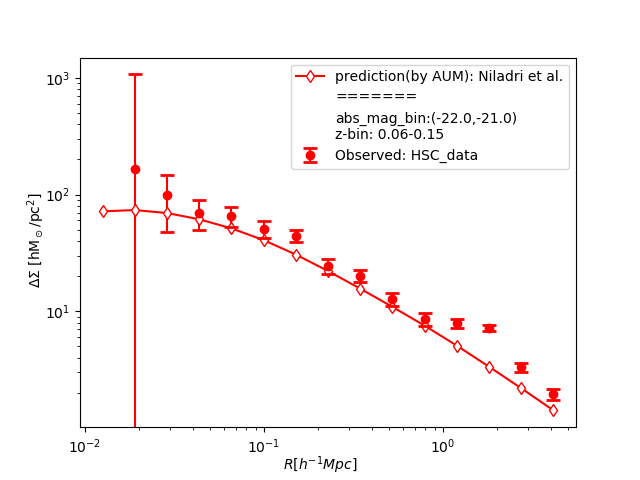 10³
10²
10¹
ΔΣ [hM⊙/pc²]
prediction(by AUM): Niladri et al.
=======
abs_mag_bin:(-22.0,-21.0)
z-bin: 0.06-0.15
Observed: HSC_data
10⁻² 10⁻¹ 10⁰
R[h⁻¹Mpc]